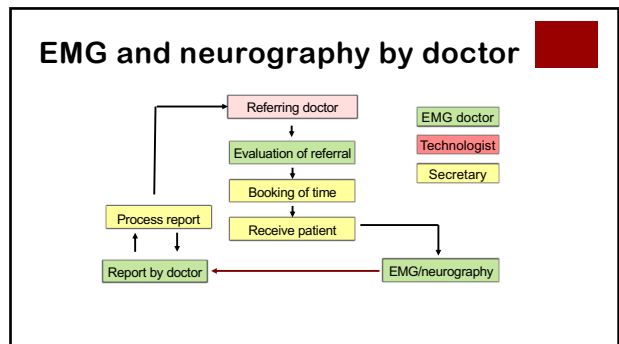 EMG and neurography by doctor
Referring doctor
EMG doctor
Evaluation of referral
Technologist
Booking of time
Secretary
Process report
Receive patient
Report by doctor
EMG/neurography